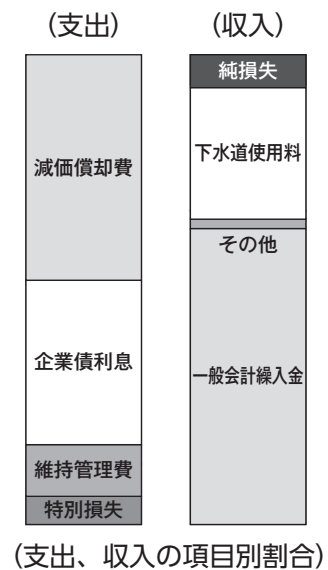 (支出)
(収入)
減価償却費
企業債利息
維持管理費
特別損失
純損失
下水道使用料
その他
一般会計繰入金
(支出、収入の項目別割合)